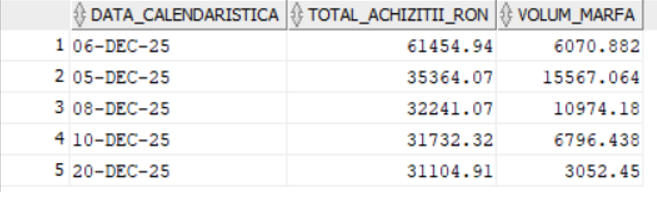 DATA_CALENDARISTICA TOTAL_ACHIZITII_RON VOLUM_MARFA
1 06-DEC-25 61454.94 6070.882
2 05-DEC-25 35364.07 15567.064
3 08-DEC-25 32241.07 10974.18
4 10-DEC-25 31732.32 6796.438
5 20-DEC-25 31104.91 3052.45